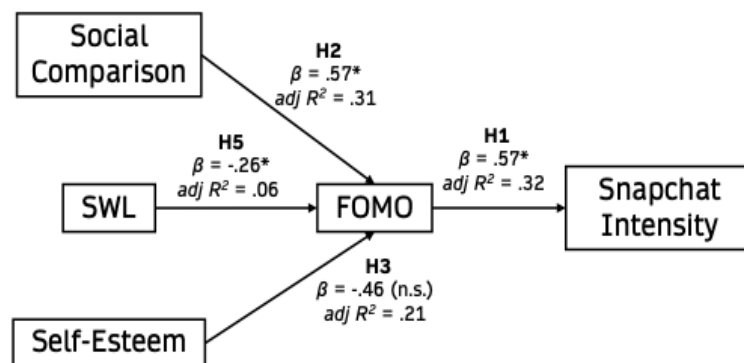 Social
Comparison
H2
β = .57*
adj R² = .31
H5
β = -.26*
adj R² = .06
H1
β = .57*
adj R² = .32
SWL
FOMO
Snapchat
Intensity
H3
β = -.46 (n.s.)
adj R² = .21
Self-Esteem